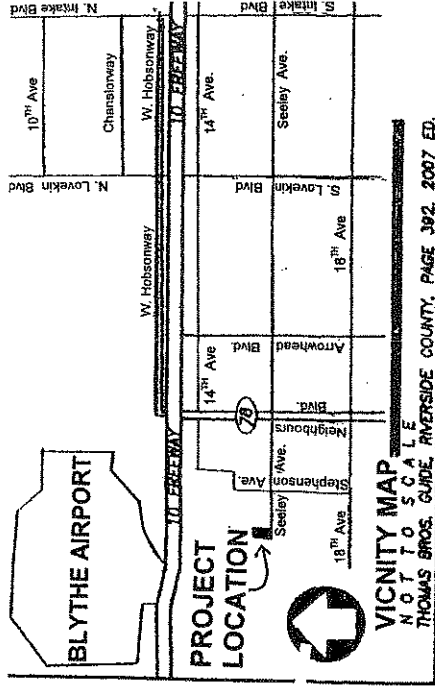 N. Intake Blvd
S. Intake Blvd
10TH Ave
Chanslorway
W. Hobsonway
10 FREEWAY
14TH Ave.
Seeley Ave.
N. Lovekin Blvd
S. Lovekin Blvd
18TH Ave
W. Hobsonway
Arrowhead Blvd.
14TH Ave
78
Neighbours Blvd.
BLYTHE AIRPORT
10 FREEWAY
Stephenson Ave.
Seeley Ave.
18TH Ave
PROJECT
LOCATION
VICNITY MAP
NOT TO SCALE
THOMAS BROS. GUIDE, RIVERSIDE COUNTY, PAGE 392, 2007 ED.